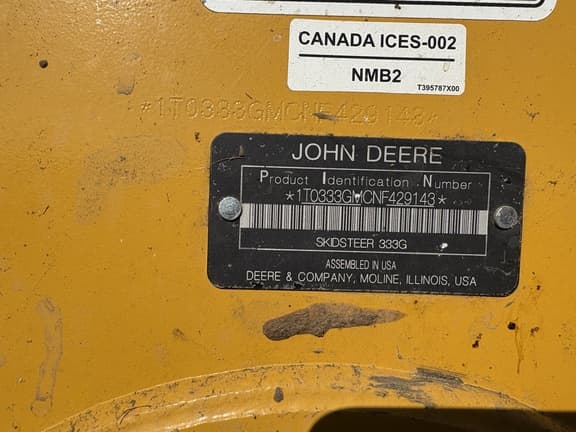 CANADA ICES-002
NMB2
T395787X00
*1T0333GMCNF429143*
JOHN DEERE
Product Identification Number
*1T0333GMCNF429143*
SKIDSTEER 333G
ASSEMBLED IN USA
DEERE & COMPANY, MOLINE, ILLINOIS, USA